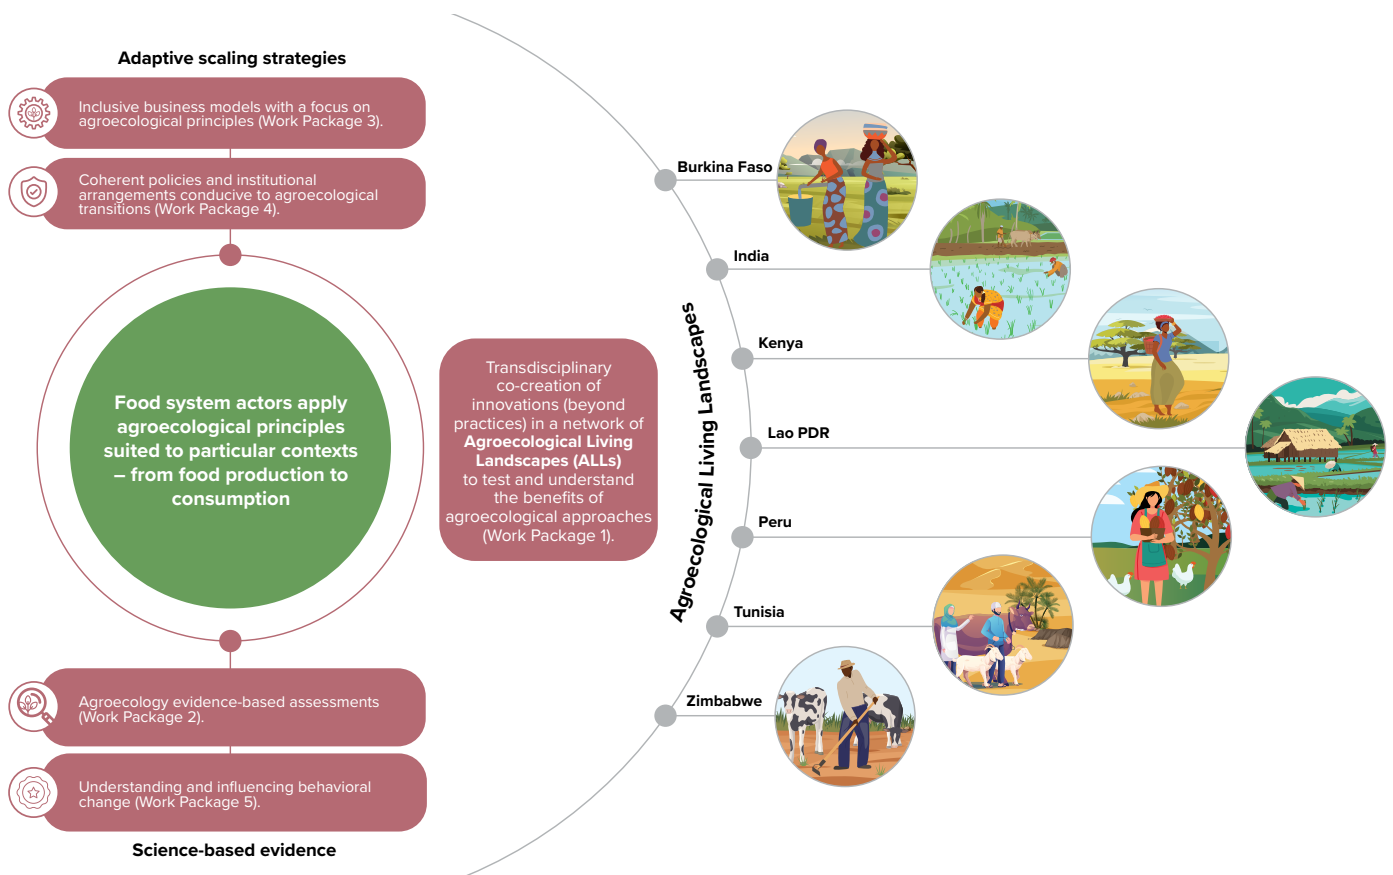 Adaptive scaling strategies
Inclusive business models with a focus on
agroecological principles (Work Package 3).
Coherent policies and institutional
arrangements conducive to agroecological
transitions (Work Package 4).
Food system actors apply
agroecological principles
suited to particular contexts
– from food production to
consumption
Agroecology evidence-based assessments
(Work Package 2).
Understanding and influencing behavioral
change (Work Package 5).
Science-based evidence
Transdisciplinary
co-creation of
innovations (beyond
practices) in a network of
Agroecological Living
Landscapes (ALLs)
to test and understand
the benefits of
agroecological approaches
(Work Package 1).
Agroecological Living Landscapes
Burkina Faso
India
Kenya
Lao PDR
Peru
Tunisia
Zimbabwe